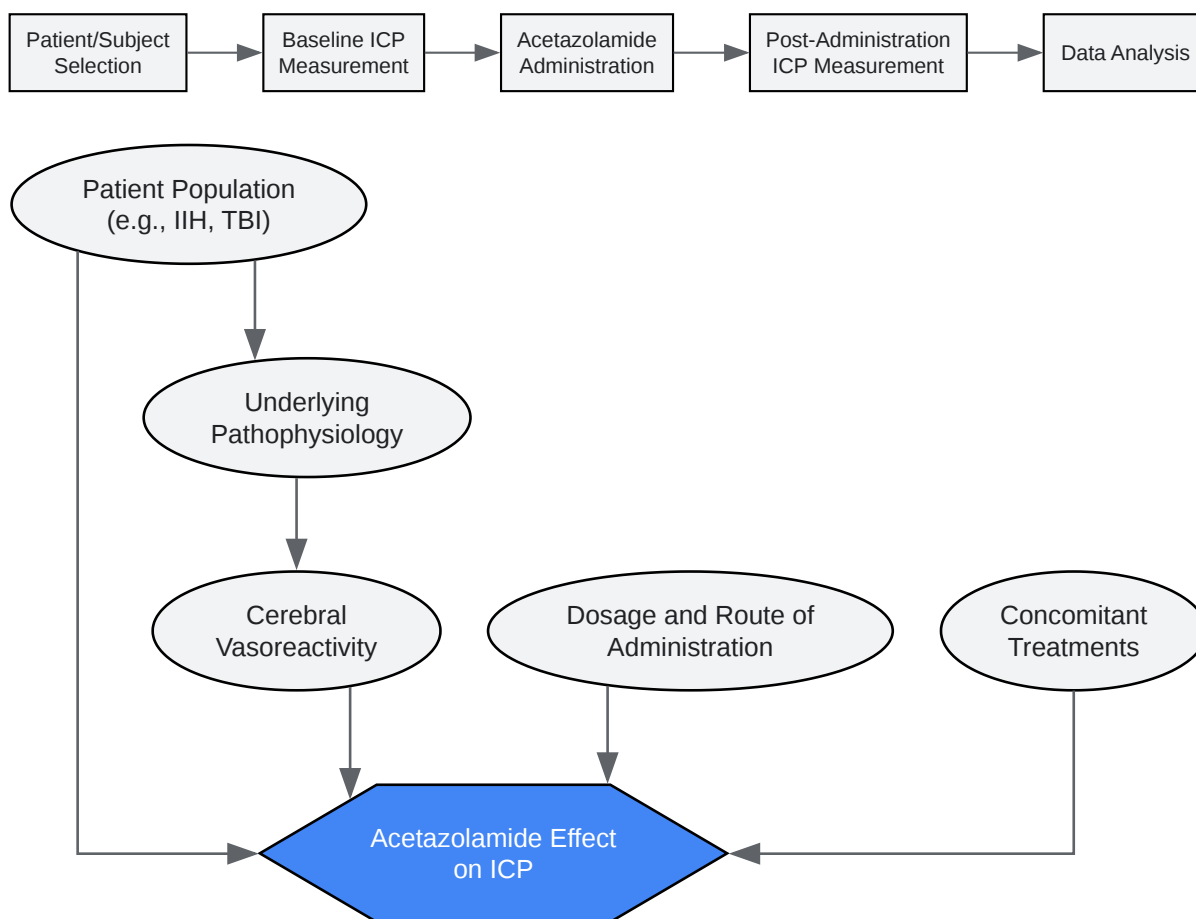 Patient/Subject
Selection
Baseline ICP
Measurement
Acetazolamide
Administration
Post-Administration
ICP Measurement
Data Analysis
Patient Population
(e.g., IIH, TBI)
Underlying
Pathophysiology
Cerebral
Vasoreactivity
Dosage and Route of
Administration
Concomitant
Treatments
Acetazolamide Effect
on ICP